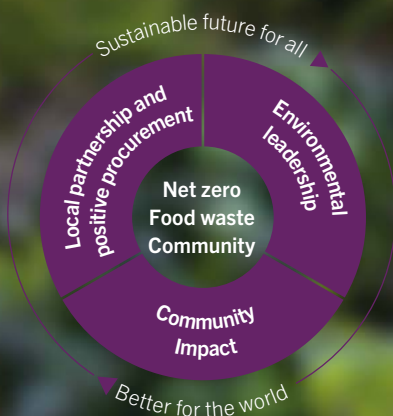 Sustainable future for all
Local partnership and
positive procurement
Environmental
leadership
Net zero
Food waste
Community
Community
Impact
Better for the world